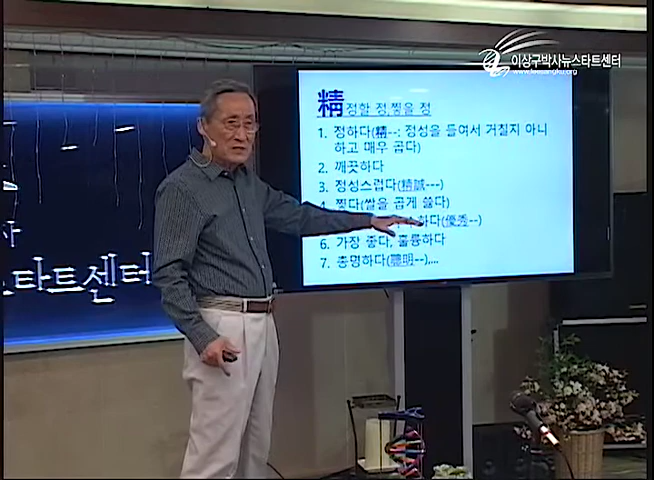 이상구박사뉴스타트센터
www.leesangku.org
精정할 정,찧을 정
1. 정하다(精--: 정성을 들여서 거칠지 아니
하고 매우 곱다)
2. 깨끗하다
3. 정성스럽다(精誠---)
4. 찧다(쌀을 곱게 쓿다)
하다(優秀--)
6. 가장 좋다, 훌륭하다
7. 총명하다(聰明--),...
스타트센터